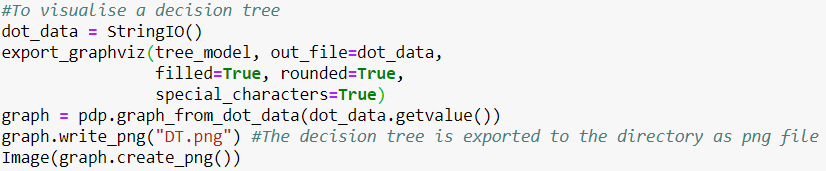 #To visualise a decision tree
dot_data = StringIO()
export_graphviz(tree_model, out_file=dot_data,
filled=True, rounded=True,
special_characters=True)
graph = pdp.graph_from_dot_data(dot_data.getvalue())
graph.write_png("DT.png") #The decision tree is exported to the directory as png file
Image(graph.create_png())